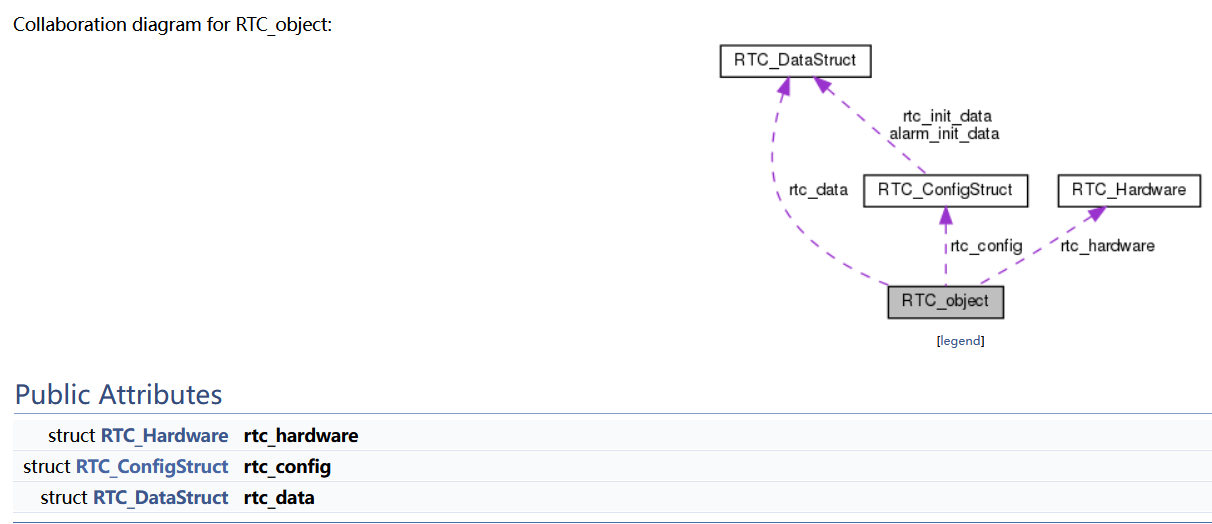 Collaboration diagram for RTC_object:
RTC_DataStruct
rtc_init_data
alarm_init_data
rtc_data
RTC_ConfigStruct
RTC_Hardware
rtc_config
rtc_hardware
RTC_object
[legend]
Public Attributes
struct RTC_Hardware rtc_hardware
struct RTC_ConfigStruct rtc_config
struct RTC_DataStruct rtc_data